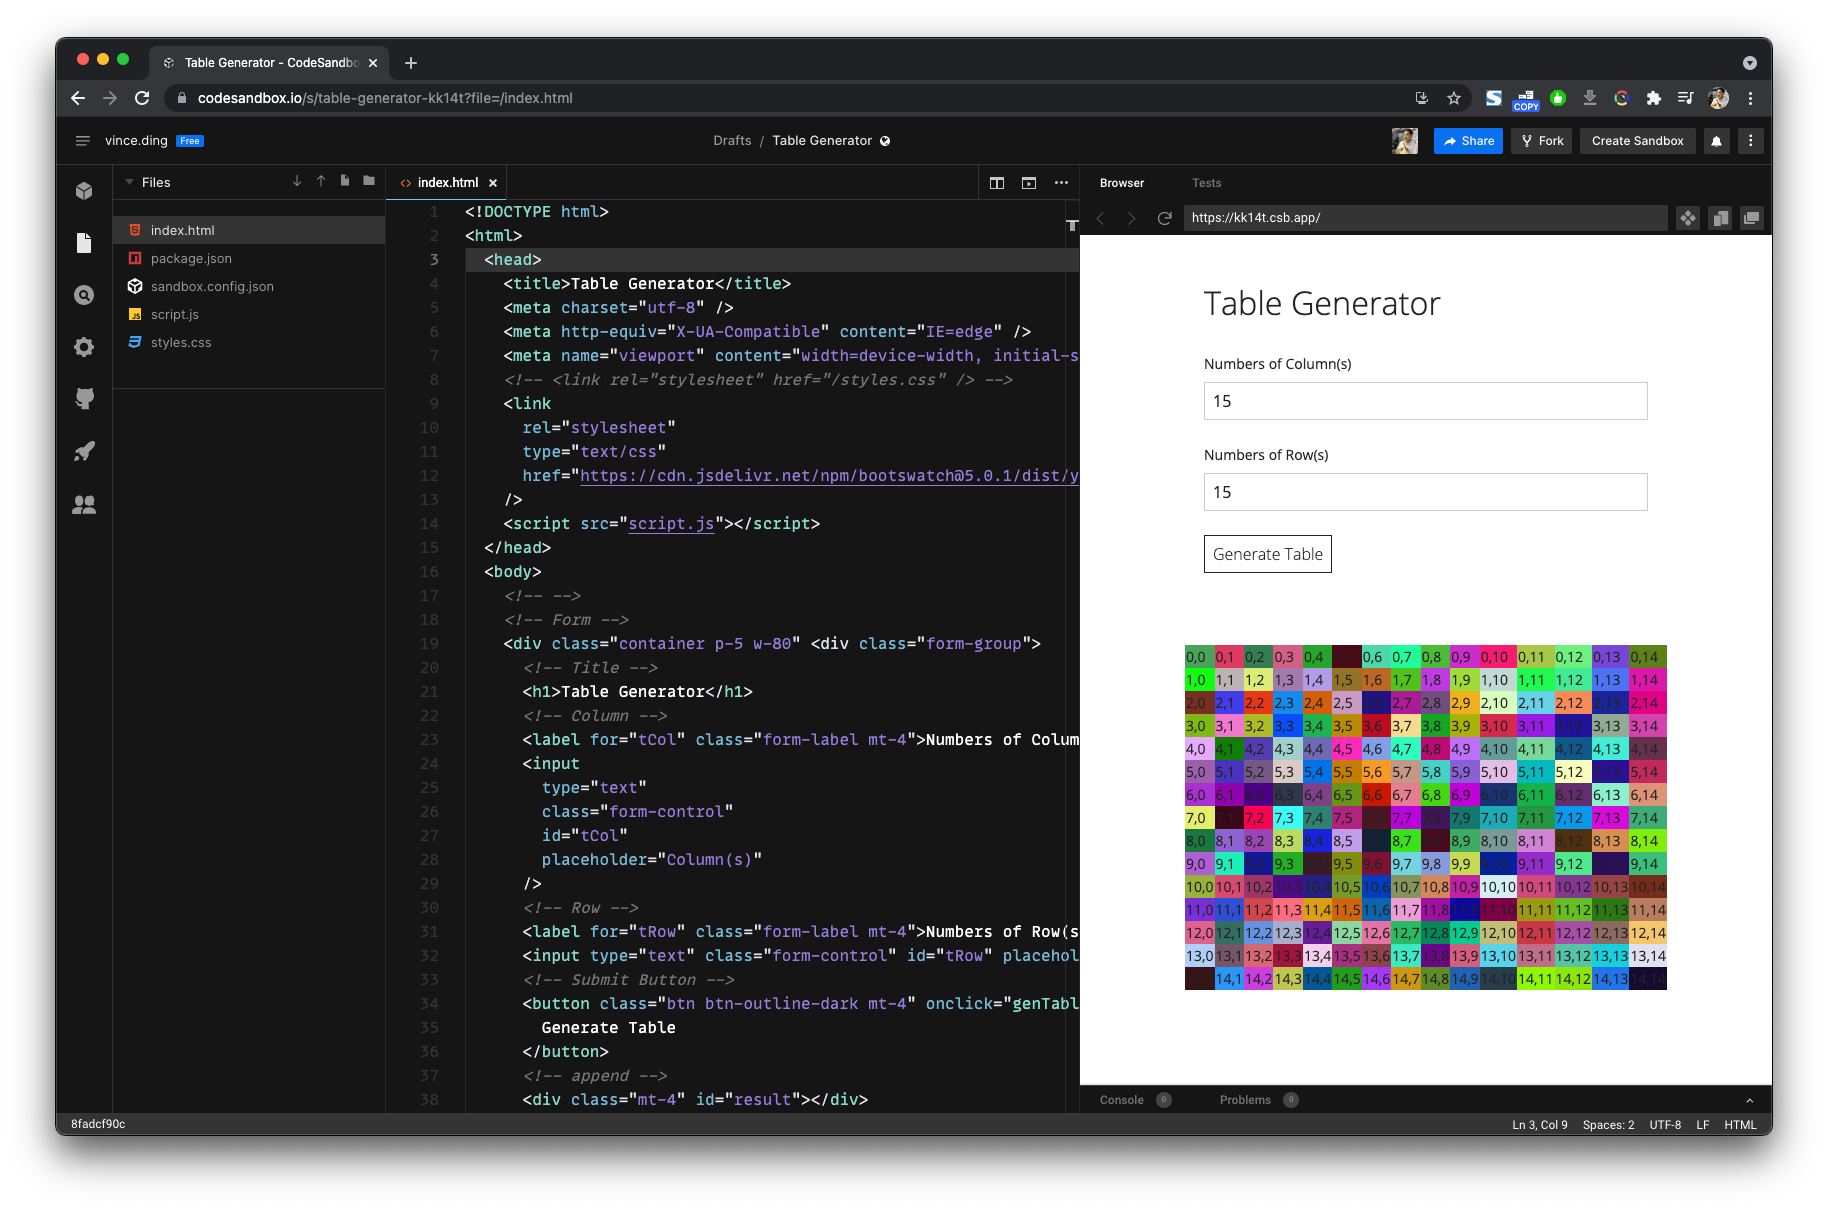 Table Generator - CodeSandbo
codesandbox.io/s/table-generator-kk14t?file=/index.html
COPY
vince.ding Free
Drafts / Table Generator
Share Fork Create Sandbox
Files
index.html
package.json
sandbox.config.json
script.js
styles.css
<> index.html
1 <!DOCTYPE html>
2 <html>
3 <head>
4 <title>Table Generator</title>
5 <meta charset="utf-8" />
6 <meta http-equiv="X-UA-Compatible" content="IE=edge" />
7 <meta name="viewport" content="width=device-width, initial-s
8 <!-- <link rel="stylesheet" href="/styles.css" /> -->
9 <link
10 rel="stylesheet"
11 type="text/css"
12 href="https://cdn.jsdelivr.net/npm/bootswatch@5.0.1/dist/y
13 />
14 <script src="script.js"></script>
15 </head>
16 <body>
17 <!-- -->
18 <!-- Form -->
19 <div class="container p-5 w-80" <div class="form-group">
20 <!-- Title -->
21 <h1>Table Generator</h1>
22 <!-- Column -->
23 <label for="tCol" class="form-label mt-4">Numbers of Colum
24 <input
25 type="text"
26 class="form-control"
27 id="tCol"
28 placeholder="Column(s)"
29 />
30 <!-- Row -->
31 <label for="tRow" class="form-label mt-4">Numbers of Row(s
32 <input type="text" class="form-control" id="tRow" placehol
33 <!-- Submit Button -->
34 <button class="btn btn-outline-dark mt-4" onclick="genTabl
35 Generate Table
36 </button>
37 <!-- append -->
38 <div class="mt-4" id="result"></div>
Browser Tests
https://kk14t.csb.app/
Table Generator
Numbers of Column(s)
15
Numbers of Row(s)
15
Generate Table
0,0 0,1 0,2 0,3 0,4 0,6 0,7 0,8 0,9 0,10 0,11 0,12 0,13 0,14
1,0 1,1 1,2 1,3 1,4 1,5 1,6 1,7 1,8 1,9 1,10 1,11 1,12 1,13 1,14
2,0 2,1 2,2 2,3 2,4 2,5 2,7 2,8 2,9 2,10 2,11 2,12 2,13 2,14
3,0 3,1 3,2 3,3 3,4 3,5 3,6 3,7 3,8 3,9 3,10 3,11 3,12 3,13 3,14
4,0 4,1 4,2 4,3 4,4 4,5 4,6 4,7 4,8 4,9 4,10 4,11 4,12 4,13 4,14
5,0 5,1 5,2 5,3 5,4 5,5 5,6 5,7 5,8 5,9 5,10 5,11 5,12 5,14
6,0 6,1 6,3 6,4 6,5 6,6 6,7 6,8 6,9 6,10 6,11 6,12 6,13 6,14
7,0 7,2 7,3 7,4 7,5 7,7 7,8 7,9 7,10 7,11 7,12 7,13 7,14
8,0 8,1 8,2 8,3 8,4 8,5 8,7 8,9 8,10 8,11 8,12 8,13 8,14
9,0 9,1 9,2 9,3 9,5 9,6 9,7 9,8 9,9 9,10 9,11 9,12 9,14
10,0 10,1 10,2 10,3 10,4 10,5 10,6 10,7 10,8 10,9 10,10 10,11 10,12 10,13 10,14
11,0 11,1 11,2 11,3 11,4 11,5 11,6 11,7 11,8 11,10 11,11 11,12 11,13 11,14
12,0 12,1 12,2 12,3 12,4 12,5 12,6 12,7 12,8 12,9 12,10 12,11 12,12 12,13 12,14
13,0 13,1 13,2 13,3 13,4 13,5 13,6 13,7 13,8 13,9 13,10 13,11 13,12 13,13 13,14
14,1 14,2 14,3 14,4 14,5 14,6 14,7 14,8 14,9 14,10 14,11 14,12 14,13 14,14
Console 0 Problems 0
8fadcf90c
Ln 3, Col 9 Spaces: 2 UTF-8 LF HTML